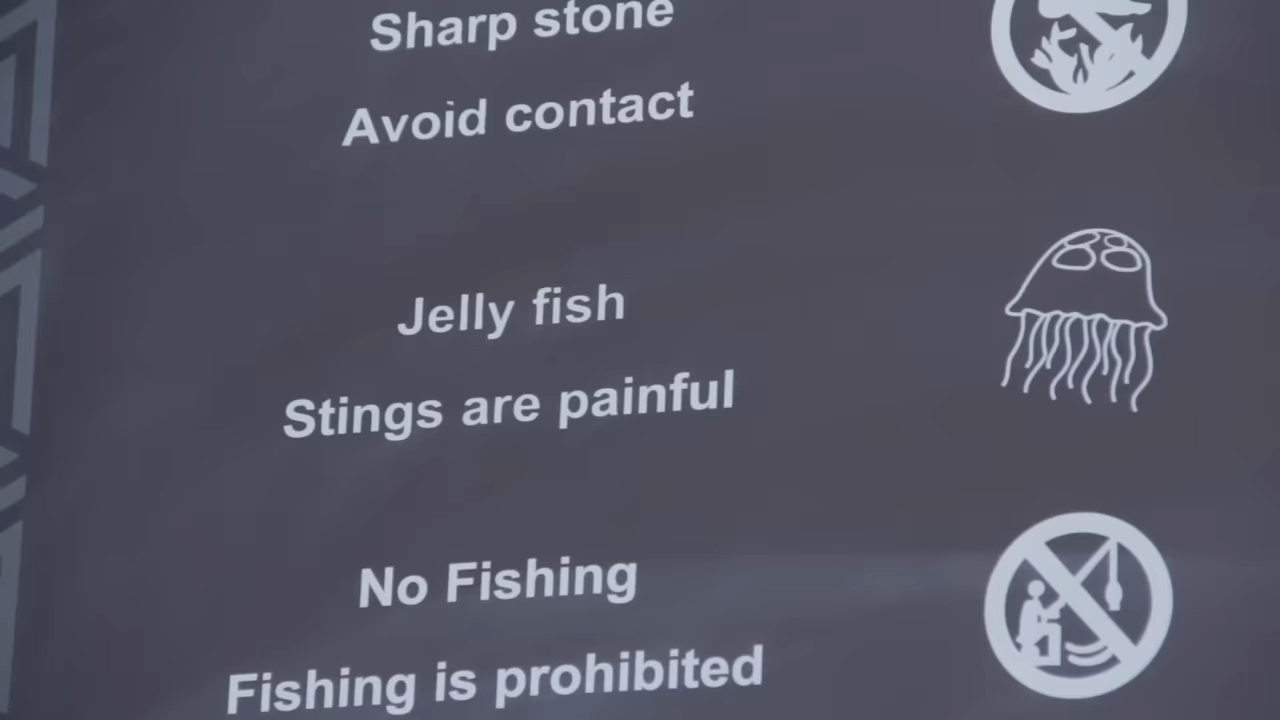 Sharp stone
Avoid contact
Jelly fish
Stings are painful
No Fishing
Fishing is prohibited